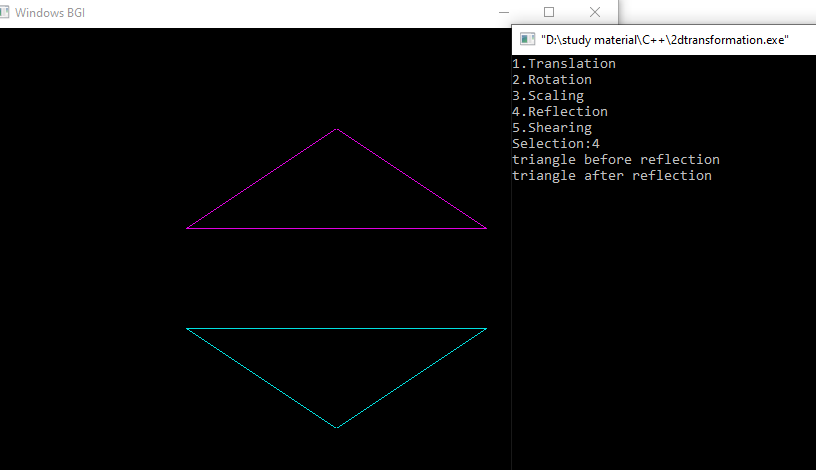 Windows BGI
"D:\study material\C++\2dtransformation.exe"
1.Translation
2.Rotation
3.Scaling
4.Reflection
5.Shearing
Selection:4
triangle before reflection
triangle after reflection